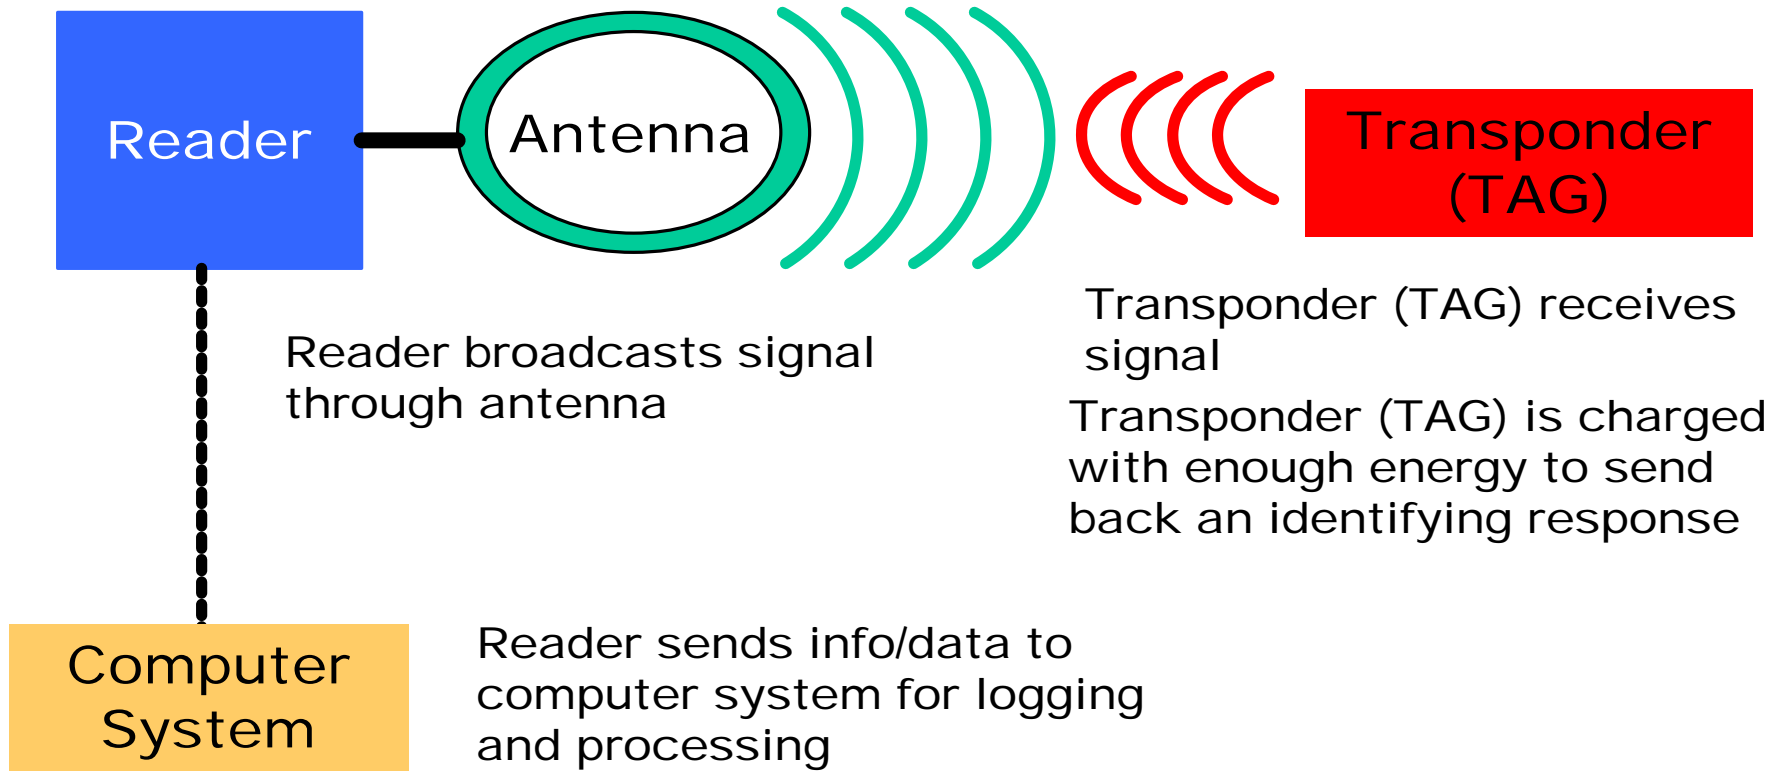 Reader
Antenna
Transponder
(TAG)
Reader broadcasts signal
through antenna
Transponder (TAG) receives
signal
Transponder (TAG) is charged
with enough energy to send
back an identifying response
Computer
System
Reader sends info/data to
computer system for logging
and processing